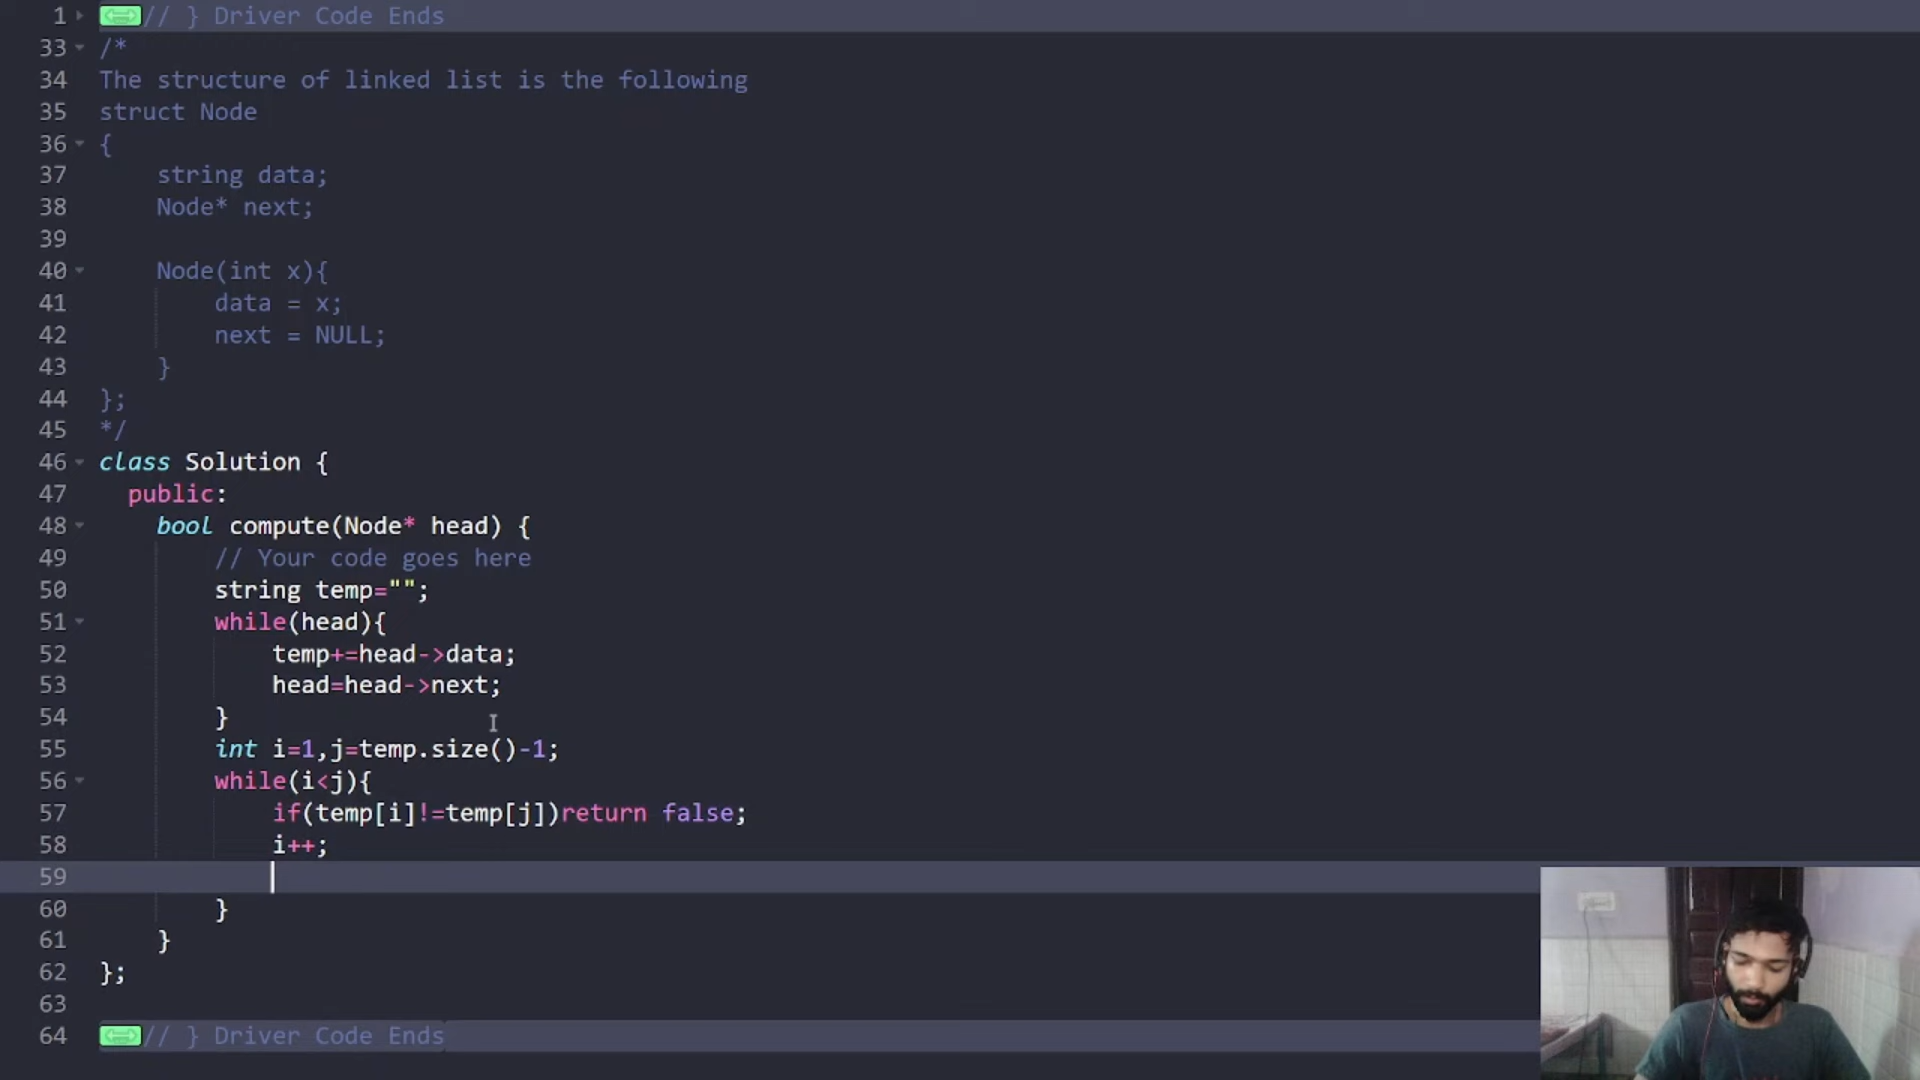 1 // } Driver Code Ends
33 /*
34 The structure of linked list is the following
35 struct Node
36 {
37     string data;
38     Node* next;
39
40     Node(int x){
41         data = x;
42         next = NULL;
43     }
44 };
45 */
46 class Solution {
47   public:
48     bool compute(Node* head) {
49         // Your code goes here
50         string temp="";
51         while(head){
52             temp+=head->data;
53             head=head->next;
54         }
55         int i=1,j=temp.size()-1;
56         while(i<j){
57             if(temp[i]!=temp[j])return false;
58             i++;
59
60         }
61     }
62 };
63
64 // } Driver Code Ends